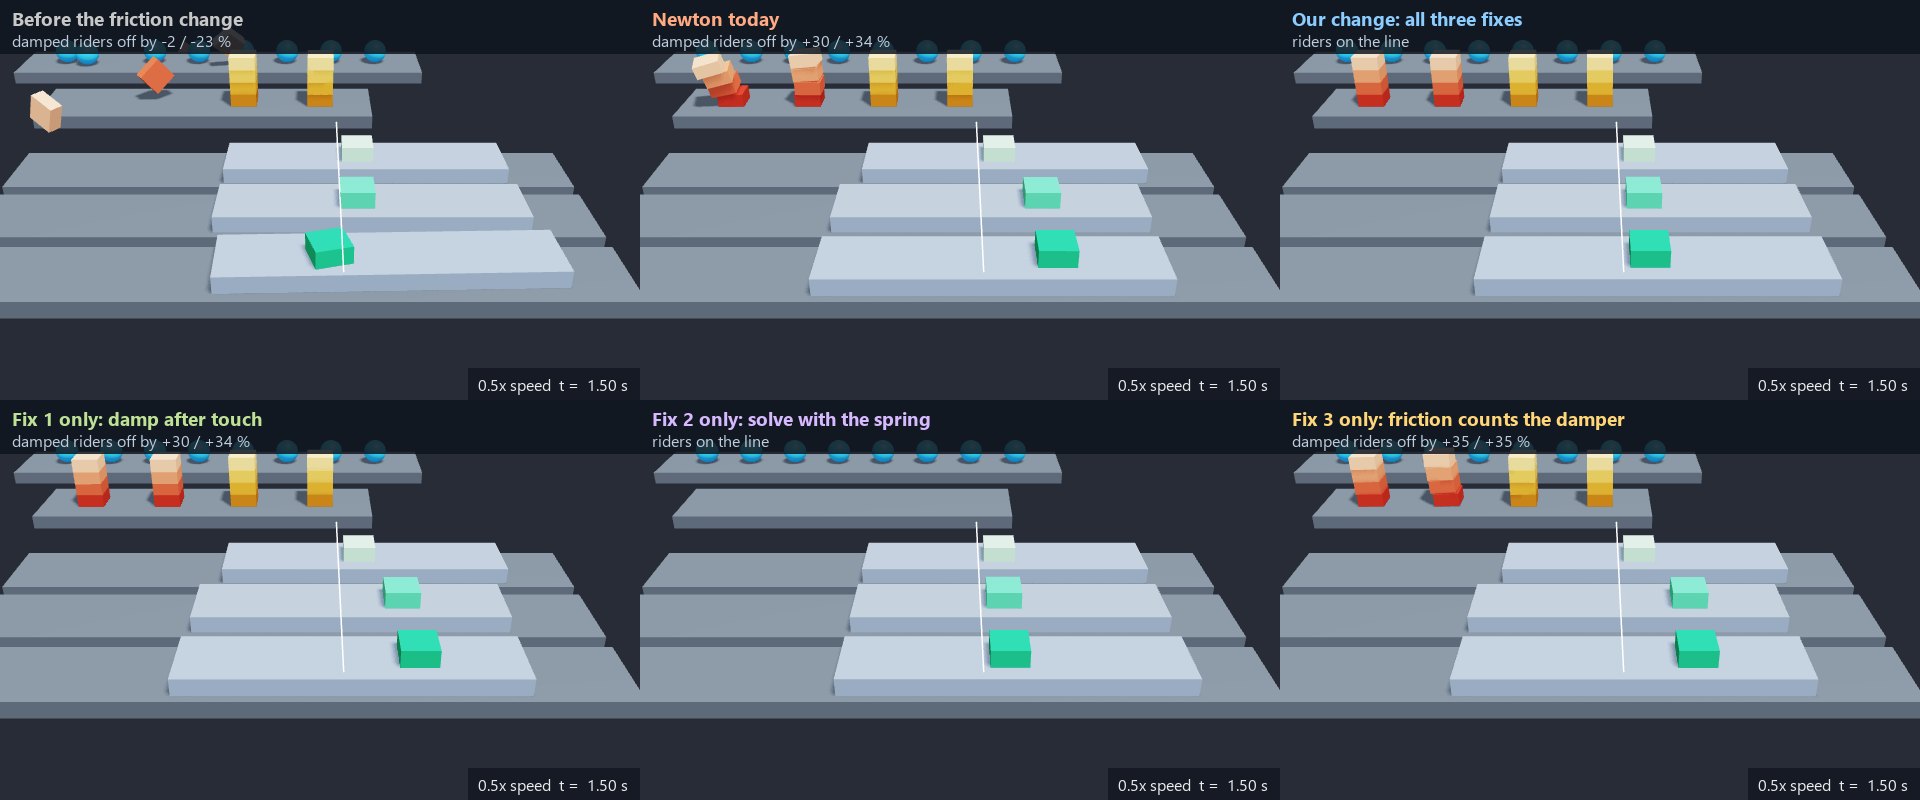 Before the friction change
damped riders off by -2 / -23 %
Newton today
damped riders off by +30 / +34 %
Our change: all three fixes
riders on the line
0.5x speed t = 1.50 s
0.5x speed t = 1.50 s
0.5x speed t = 1.50 s
Fix 1 only: damp after touch
damped riders off by +30 / +34 %
Fix 2 only: solve with the spring
riders on the line
Fix 3 only: friction counts the damper
damped riders off by +35 / +35 %
0.5x speed t = 1.50 s
0.5x speed t = 1.50 s
0.5x speed t = 1.50 s